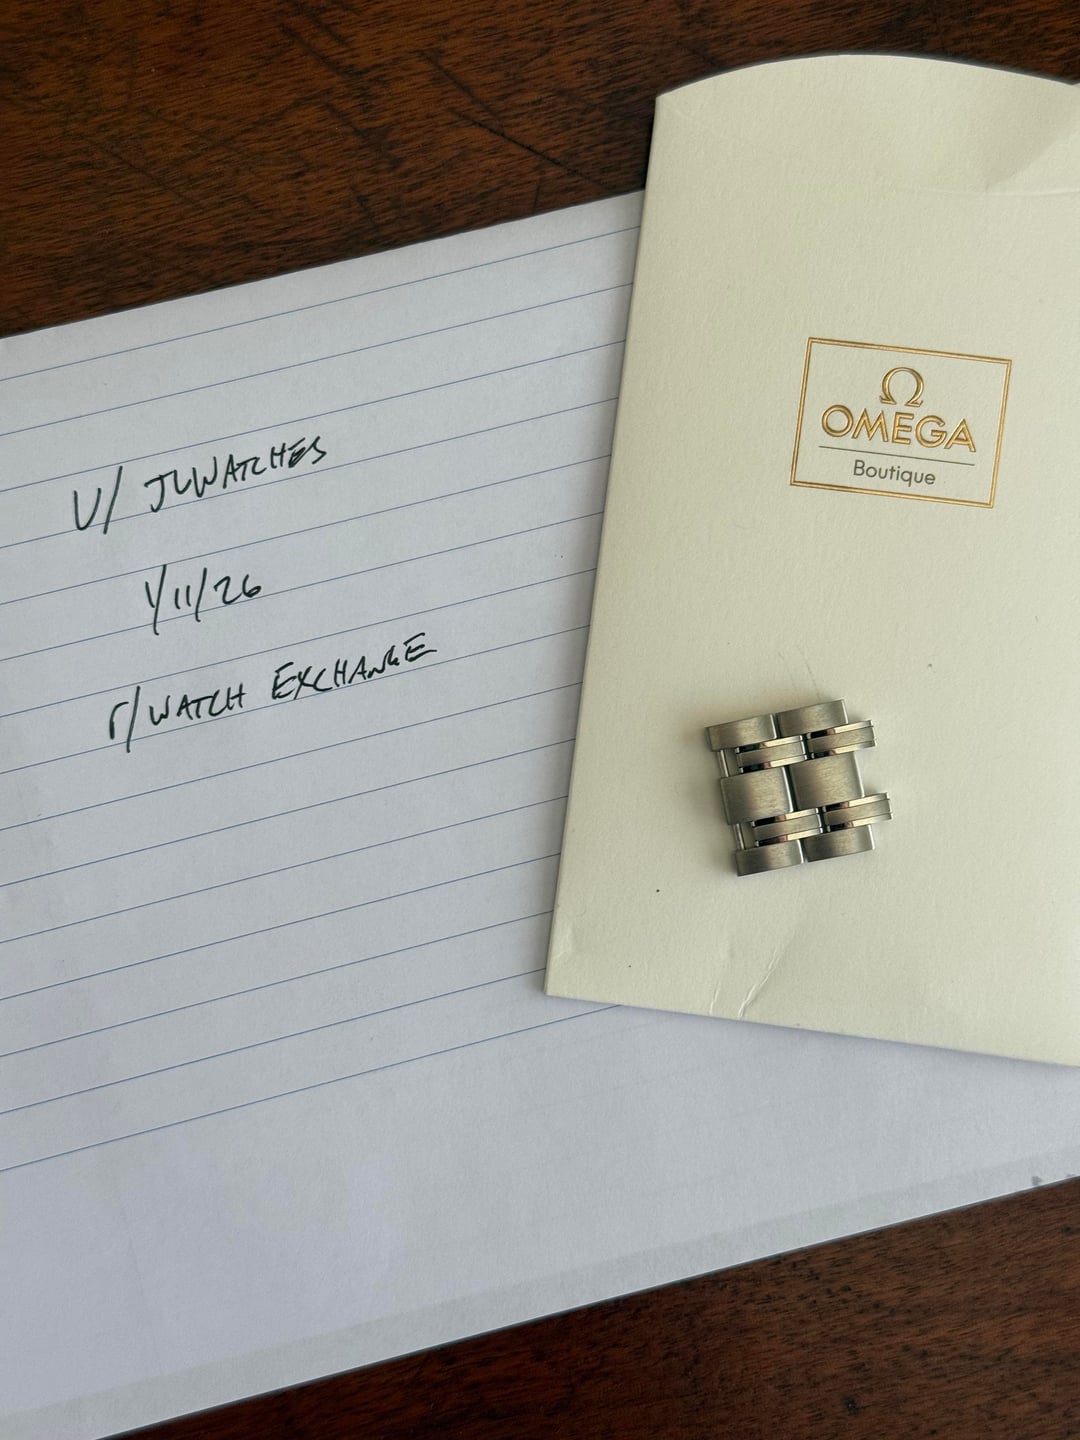 U/ JLWATCHES
1/11/26
r/WATCH EXCHANGE
Ω
OMEGA
Boutique